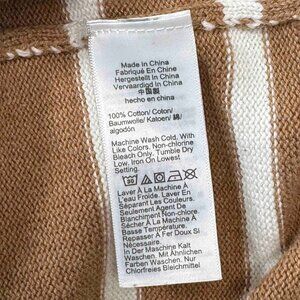 Made In China
Fabriqué En Chine
Hergestellt in China
Vervaardigd in China
中国製
hecho en china
100% Cotton/ Coton/
Baumwolle/ Katoen/ 綿/
algodón
Machine Wash Cold, With
Like Colors. Non-chlorine
Bleach Only. Tumble Dry
Low. Iron On Lowest
Setting.
30
Laver À La Machine À
L'eau Froide. Laver En
Seulement Agent De
Blanchiment Non-Chlorine.
Sécher À La Machine À
Basse Température.
Repasser À Fer Doux Si
Nécessaire.
In Der Maschine Kalt
Waschen, Mit Ähnlichen
Farben Waschen. Nur
Chlorfreies Bleichmittel